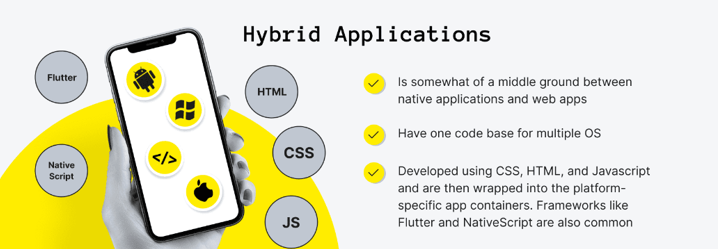 Hybrid Applications
Flutter
HTML
CSS
Native
Script
JS
</>
Is somewhat of a middle ground between
native applications and web apps
Have one code base for multiple OS
Developed using CSS, HTML, and Javascript
and are then wrapped into the platform-
specific app containers. Frameworks like
Flutter and NativeScript are also common